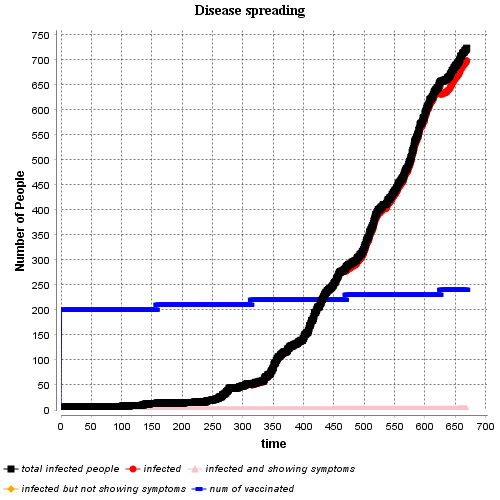 Disease spreading
Number of People
750
700
650
600
550
500
450
400
350
300
250
200
150
100
50
0
0 50 100 150 200 250 300 350 400 450 500 550 600 650 700
time
total infected people infected infected and showing symptoms
infected but not showing symptoms num of vaccinated